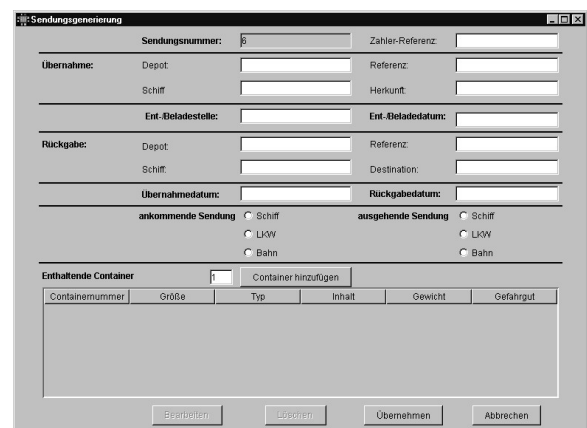 Sendungsgenerierung
Sendungsnummer: 6 Zahler-Referenz:
Übernahme: Depot: Referenz:
Schiff Herkunft:
Ent-/Beladestelle: Ent-/Beladedatum:
Rückgabe: Depot: Referenz:
Schiff: Destination:
Übernahmedatum: Rückgabedatum:
ankommende Sendung Schiff ausgehende Sendung Schiff
LKW LKW
Bahn Bahn
Enthaltende Container 1 Container hinzufügen
Containernummer Größe Typ Inhalt Gewicht Gefahrgut
Bearbeiten Löschen Übernehmen Abbrechen